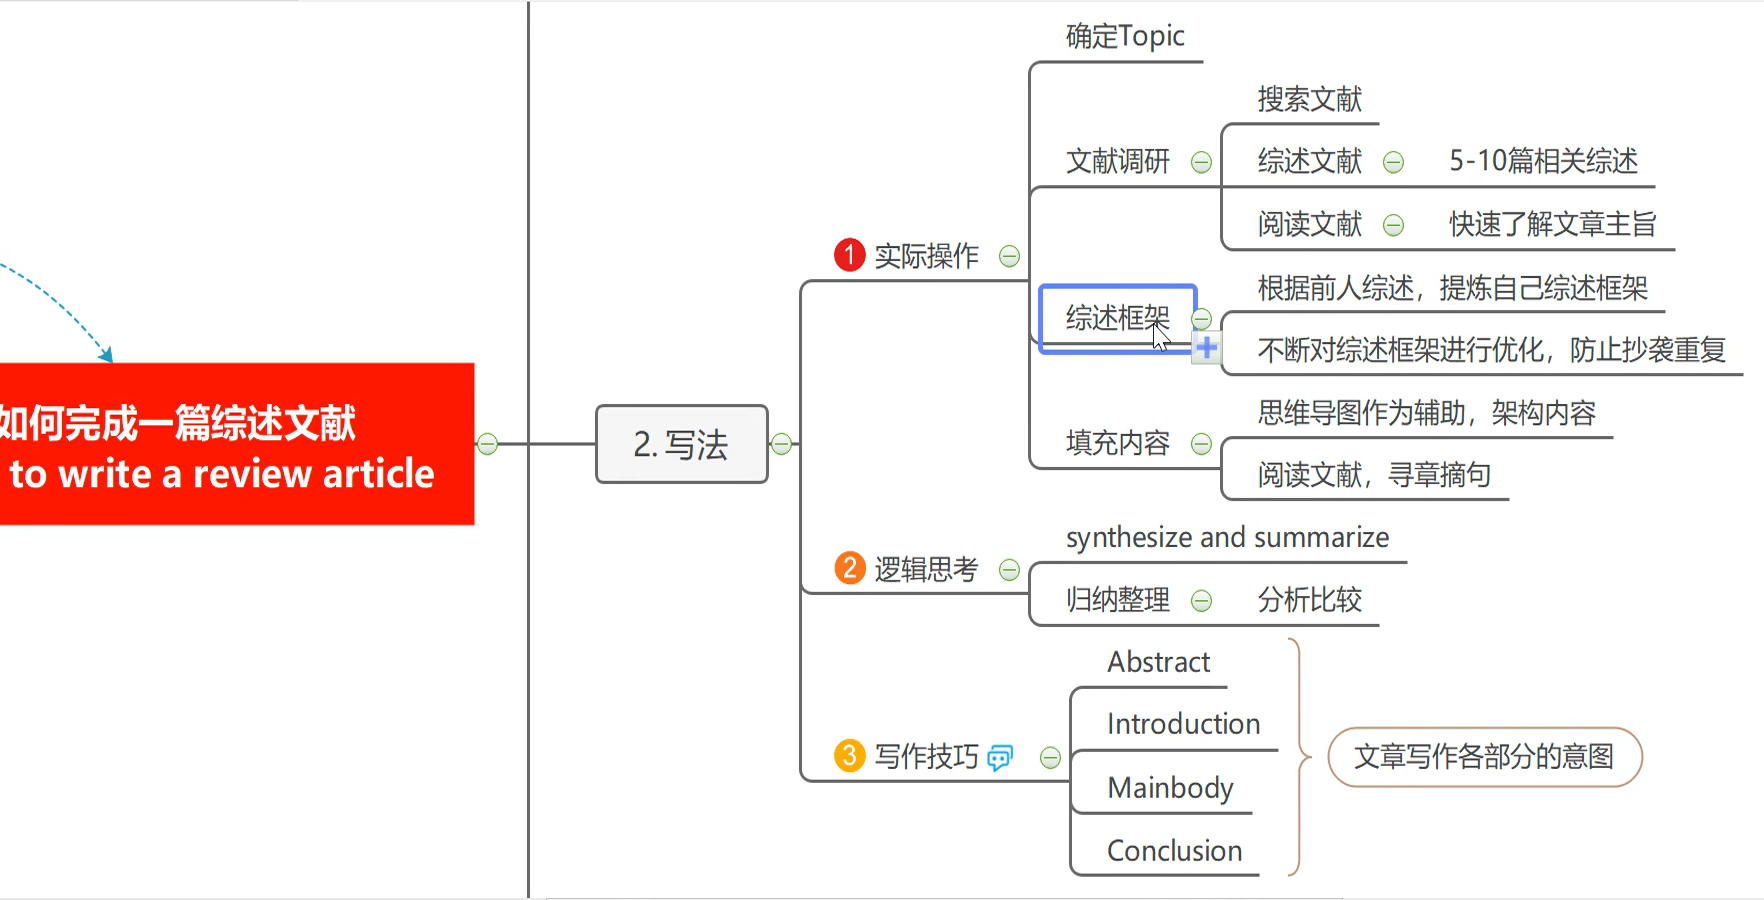 如何完成一篇综述文献
to write a review article
2. 写法
1 实际操作
确定Topic
文献调研
搜索文献
综述文献
5-10篇相关综述
阅读文献
快速了解文章主旨
综述框架
根据前人综述，提炼自己综述框架
不断对综述框架进行优化，防止抄袭重复
填充内容
思维导图作为辅助，架构内容
阅读文献，寻章摘句
2 逻辑思考
synthesize and summarize
归纳整理
分析比较
3 写作技巧
Abstract
Introduction
Mainbody
Conclusion
文章写作各部分的意图